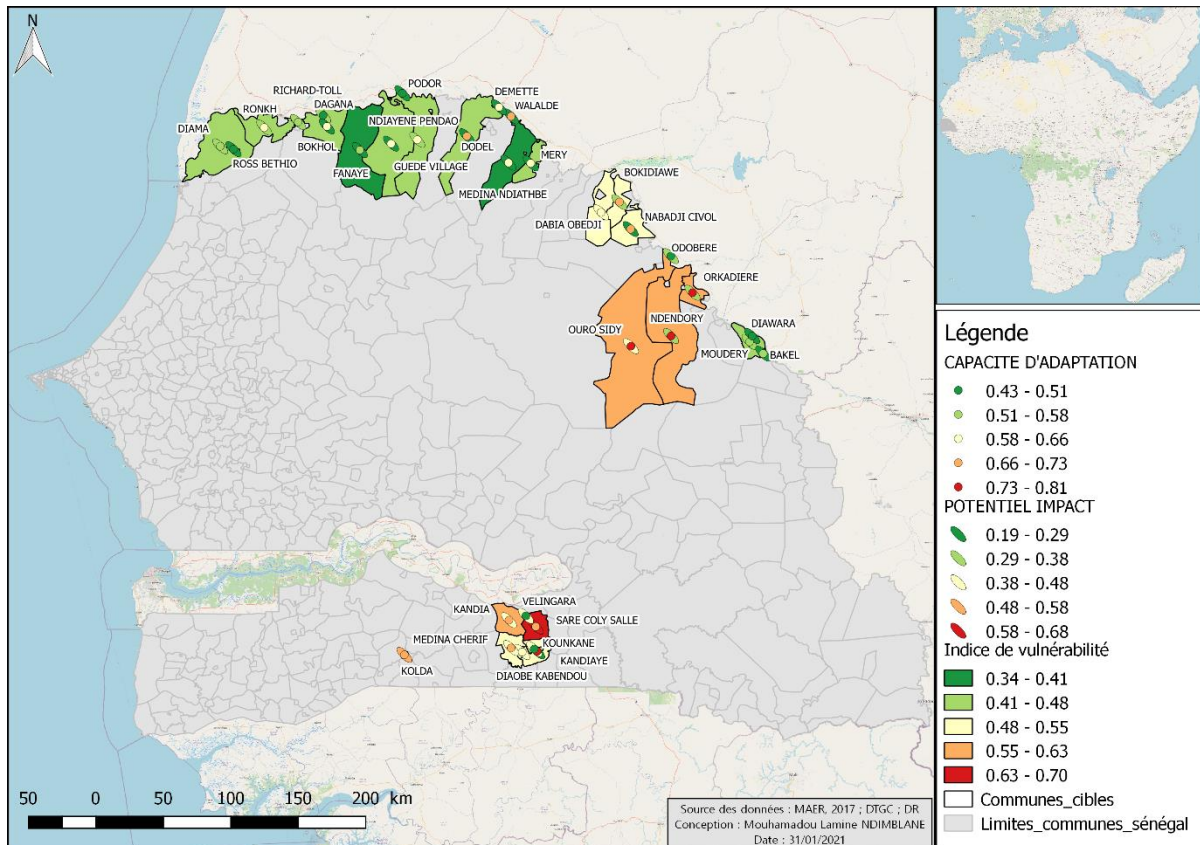 N
PODOR
RICHARD-TOLL
DEMETTE
RONKH
DAGANA
WALALDE
DIAMA
NDIAYENE PENDAO
MERY
BOKHOL
DODEL
ROSS BETHIO
GUEDE VILLAGE
FANAYE
BOKIDIAWE
MEDINA NDIATHBE
DABIA OBEDJI
NABADJI CIVOL
ODOBERE
ORKADIERE
NDENDORY
DIAWARA
OURO SIDY
MOUDERY
BAKEL
VELINGARA
KANDIA
SARE COLY SALLE
MEDINA CHERIF
KOUNKANE
KANDIAYE
KOLDA
DIAOBE KABENDOU
50 0 50 100 150 200 km
Source des données : MAER, 2017 ; DTGC ; DR
Conception : Mouhamadou Lamine NDIMBLANE
Date : 31/01/2021
Légende
CAPACITE D'ADAPTATION
0.43 - 0.51
0.51 - 0.58
0.58 - 0.66
0.66 - 0.73
0.73 - 0.81
POTENTIEL IMPACT
0.19 - 0.29
0.29 - 0.38
0.38 - 0.48
0.48 - 0.58
0.58 - 0.68
Indice de vulnérabilité
0.34 - 0.41
0.41 - 0.48
0.48 - 0.55
0.55 - 0.63
0.63 - 0.70
Communes_cibles
Limites_communes_sénégal